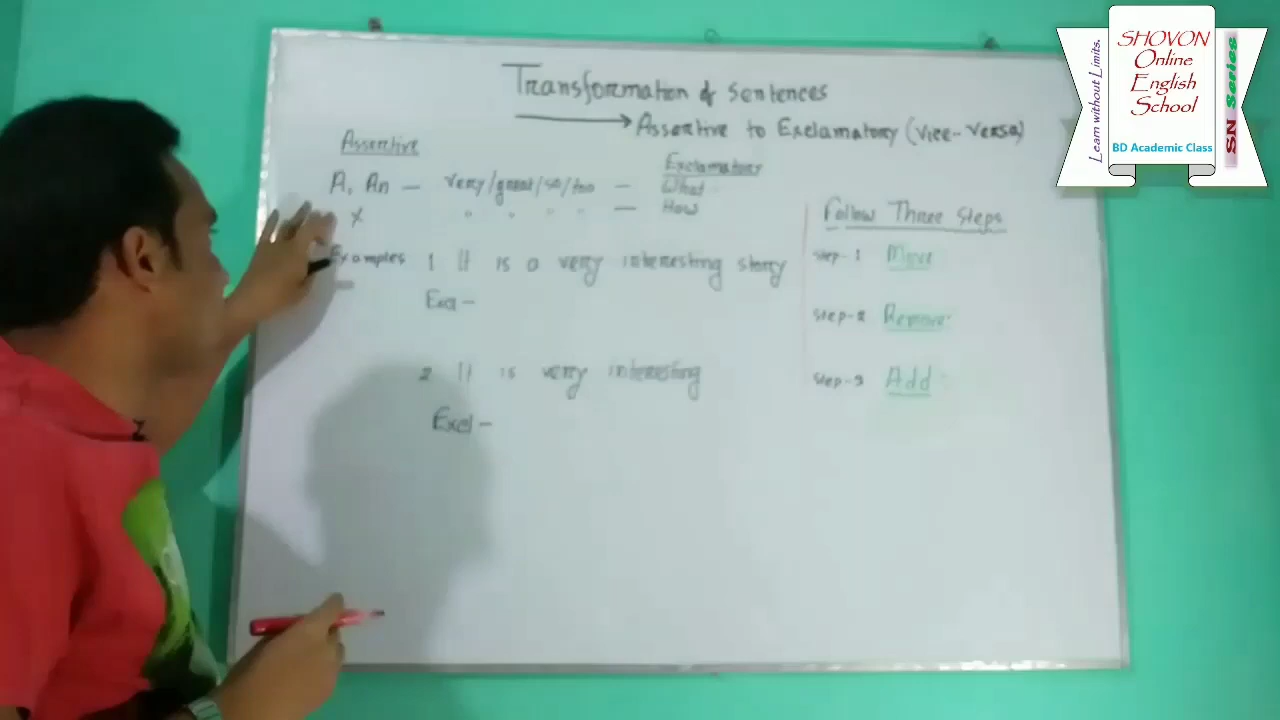 Transformation of Sentences
→ Assertive to Exclamatory (Vice-Versa)
Assertive
Exclamatory
A, An — very/great/so/too — What
X " " " " — How
Examples 1 It is a very interesting story
Excl -
2 It is very interesting
Excl -
Follow Three Steps
Step-1 Move
Step-2 Remove
Step-3 Add
Learn without Limits.
SHOVON
Online
English
School
BD Academic Class
SN Series